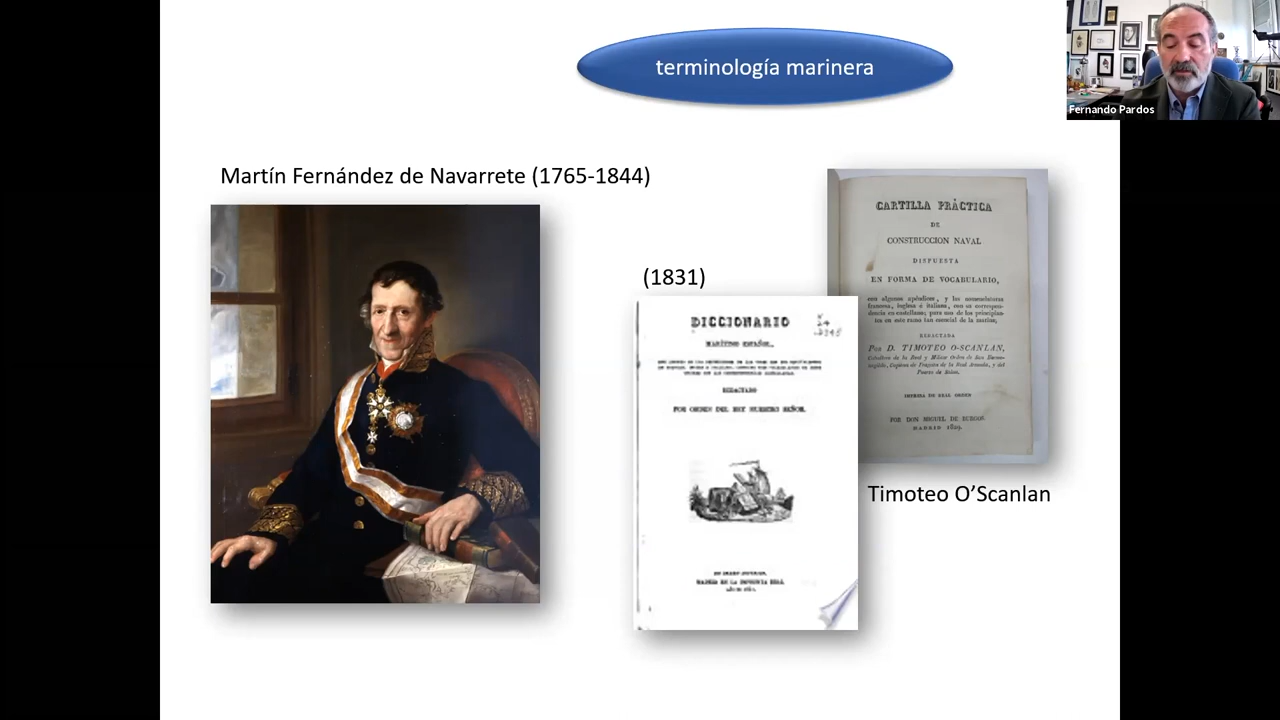 terminología marinera
Fernando Pardos
Martín Fernández de Navarrete (1765-1844)
(1831)
DICCIONARIO
MARÍTIMO ESPAÑOL,
REDACTADO
POR ORDEN DEL REY NUESTRO SEÑOR.
MADRID EN LA IMPRENTA REAL
CARTILLA PRÁCTICA
DE
CONSTRUCCION NAVAL
DISPUESTA
EN FORMA DE VOCABULARIO,
con algunos apéndices, y las nomenclaturas
francesa, inglesa é italiana, con su correspon-
dencia en castellano; para uso de los principian-
tes en este ramo tan esencial de la marina,
REDACTADA
POR D. TIMOTEO O-SCANLAN,
Caballero de la Real y Militar Orden de San Herme-
negildo, Capitan de Fragata de la Real Armada, y del
Puerto de
IMPRESA DE REAL ORDEN
POR DON MIGUEL DE BURGOS.
MADRID 1829.
Timoteo O’Scanlan